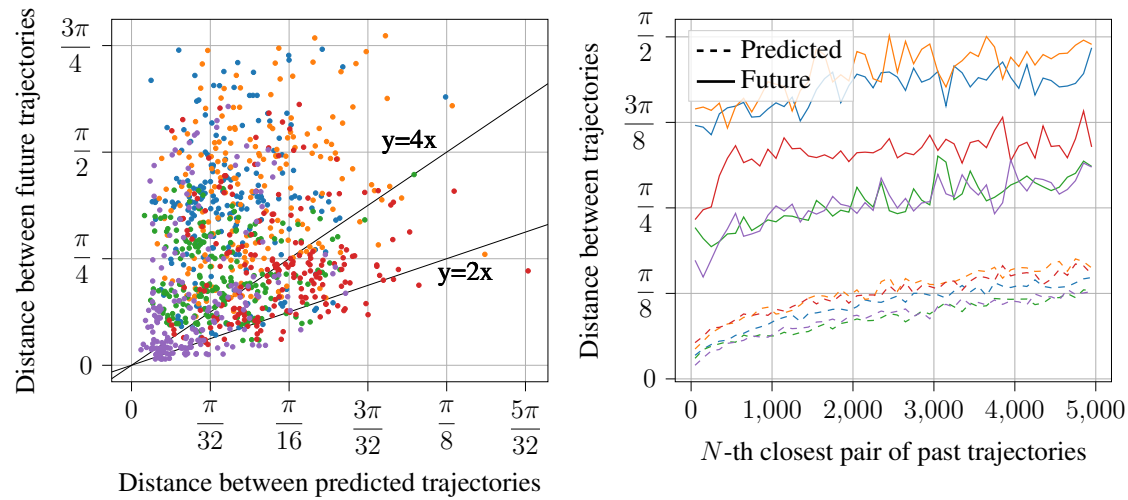 Distance between future trajectories
3π/4
π/2
π/4
0
y=4x
y=2x
0
π/32
π/16
3π/32
π/8
5π/32
Distance between predicted trajectories
Distance between trajectories
π/2
3π/8
π/4
π/8
0
Predicted
Future
0
1,000
2,000
3,000
4,000
5,000
N-th closest pair of past trajectories